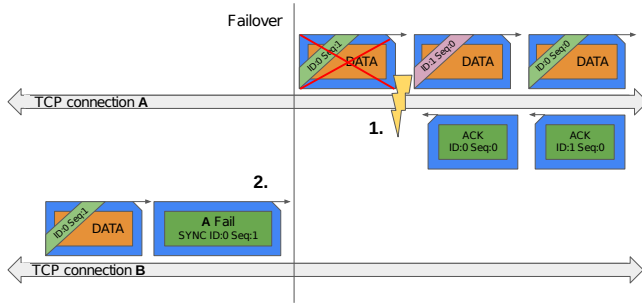 Failover
ID:0 Seq:1
DATA
ID:1 Seq:0
DATA
ID:0 Seq:0
DATA
TCP connection A
1.
ACK
ID:0 Seq:0
ACK
ID:1 Seq:0
2.
ID:0 Seq:1
DATA
A Fail
SYNC ID:0 Seq:1
TCP connection B